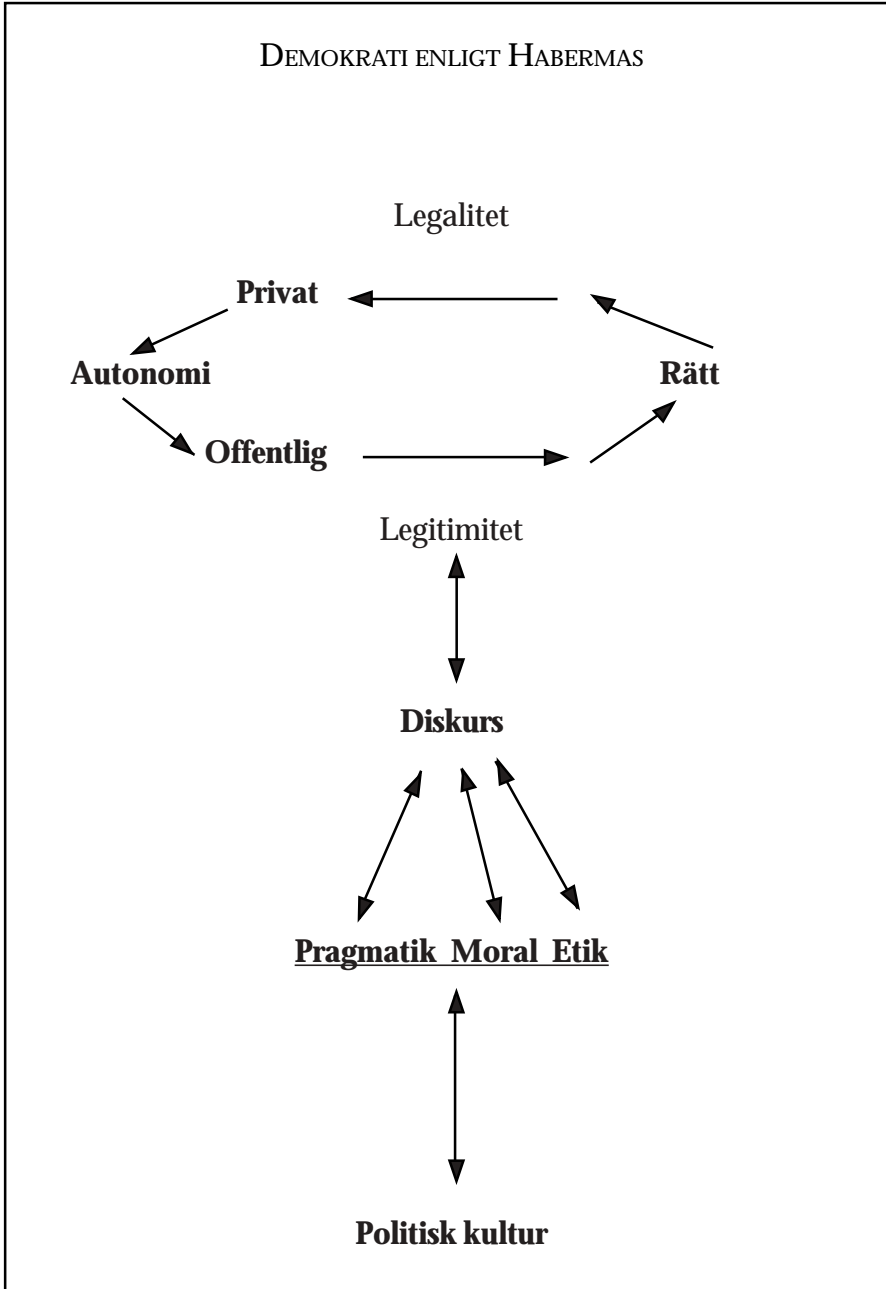 DEMOKRATI ENLIGT HABERMAS
Legalitet
Privat
Autonomi Rätt
Offentlig
Legitimitet
Diskurs
Pragmatik Moral Etik
Politisk kultur